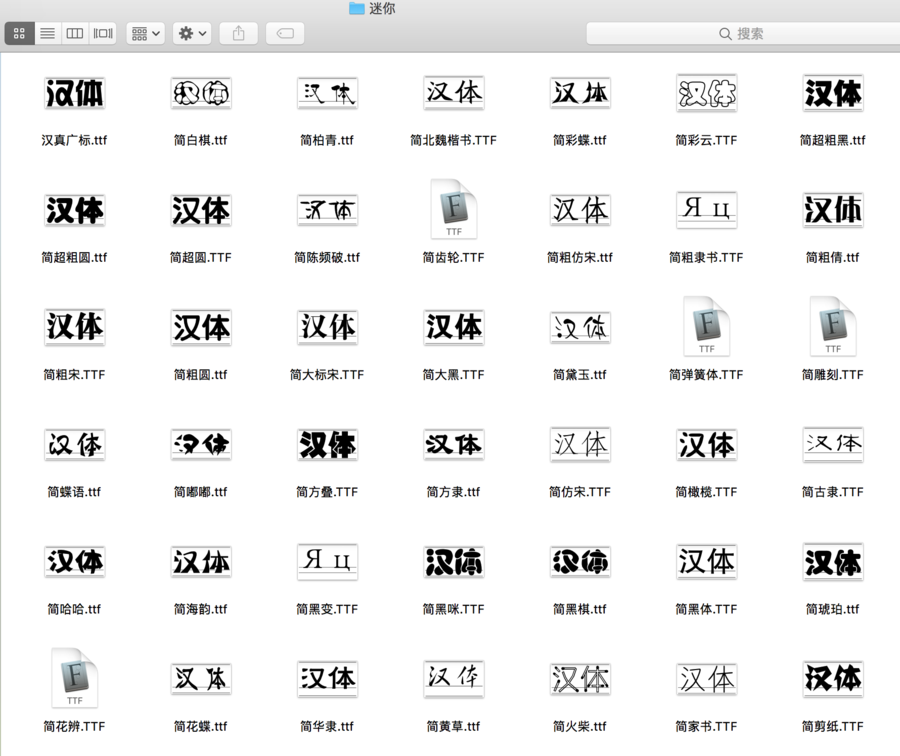 迷你
搜索
汉体 汉体 汉体 汉体 汉体 汉体 汉体
汉真广标.ttf 简白棋.ttf 简柏青.ttf 简北魏楷书.TTF 简彩蝶.ttf 简彩云.TTF 简超粗黑.ttf
汉体 汉体 汉体 F TTF 汉体 Я ц 汉体
简超粗圆.ttf 简超圆.TTF 简陈频破.ttf 简齿轮.TTF 简粗仿宋.ttf 简粗隶书.TTF 简粗倩.ttf
汉体 汉体 汉体 汉体 汉体 F TTF F TTF
简粗宋.TTF 简粗圆.ttf 简大标宋.TTF 简大黑.TTF 简黛玉.ttf 简弹簧体.TTF 简雕刻.TTF
汉体 汉体 汉体 汉体 汉体 汉体 汉体
简蝶语.ttf 简嘟嘟.ttf 简方叠.TTF 简方隶.ttf 简仿宋.TTF 简橄榄.TTF 简古隶.TTF
汉体 汉体 Я ц 汉体 汉体 汉体 汉体
简哈哈.ttf 简海韵.ttf 简黑变.TTF 简黑咪.TTF 简黑棋.ttf 简黑体.TTF 简琥珀.ttf
F TTF 汉体 汉体 汉体 汉体 汉体 汉体
简花辨.TTF 简花蝶.ttf 简华隶.ttf 简黄草.ttf 简火柴.ttf 简家书.TTF 简剪纸.TTF